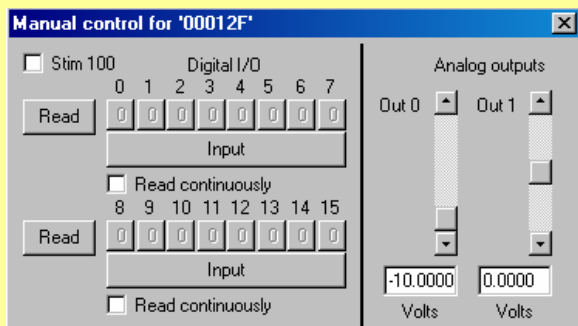 Manual control for '00012F'
Stim 100 Digital I/O Analog outputs
0 1 2 3 4 5 6 7 Out 0 Out 1
Read 0 0 0 0 0 0 0 0
Input
Read continuously
8 9 10 11 12 13 14 15
Read 0 0 0 0 0 0 0 0
Input -10.0000 0.0000
Read continuously Volts Volts